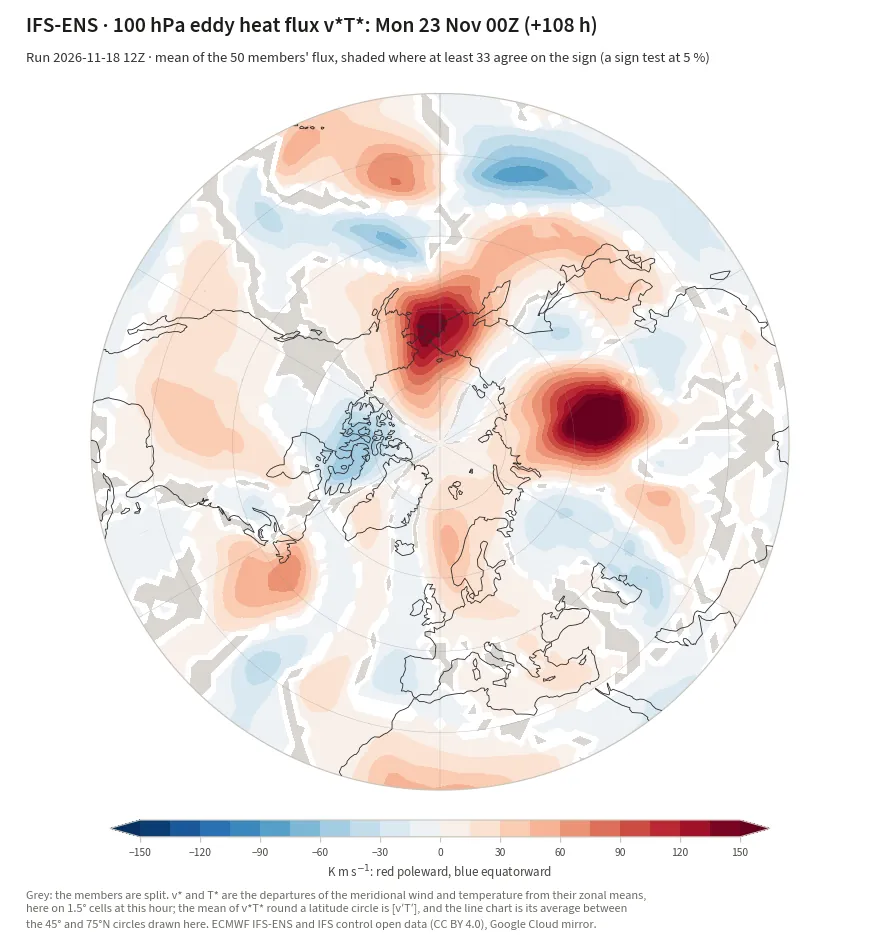 IFS-ENS · 100 hPa eddy heat flux v*T*: Mon 23 Nov 00Z (+108 h)
Run 2026-11-18 12Z · mean of the 50 members' flux, shaded where at least 33 agree on the sign (a sign test at 5 %)
−150 −120 −90 −60 −30 0 30 60 90 120 150
K m s⁻¹: red poleward, blue equatorward
Grey: the members are split. v* and T* are the departures of the meridional wind and temperature from their zonal means,
here on 1.5° cells at this hour; the mean of v*T* round a latitude circle is [v'T'], and the line chart is its average between
the 45° and 75°N circles drawn here. ECMWF IFS-ENS and IFS control open data (CC BY 4.0), Google Cloud mirror.